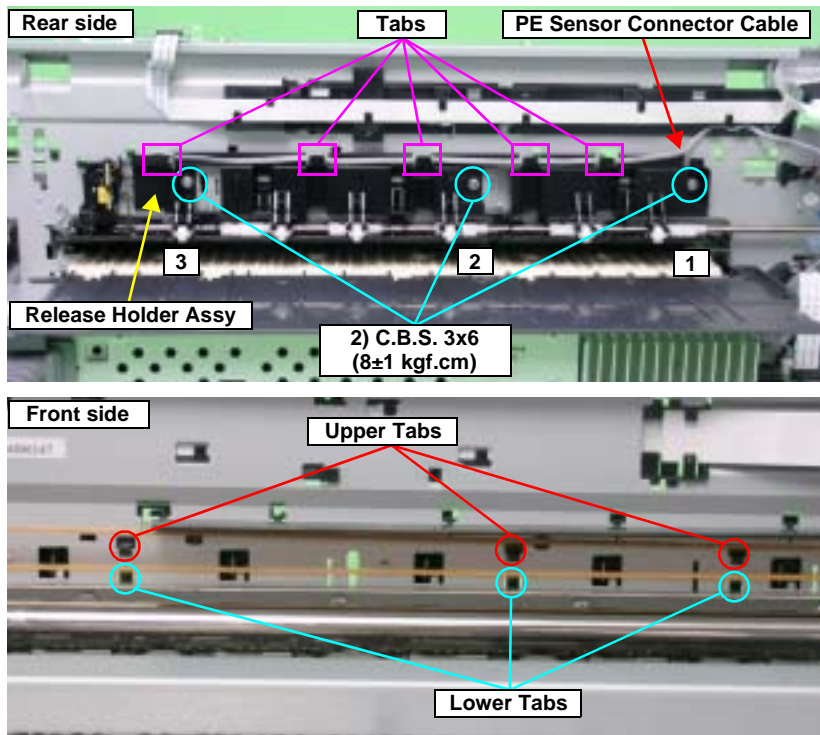 Rear side
Tabs
PE Sensor Connector Cable
3
2
1
Release Holder Assy
2) C.B.S. 3x6
(8±1 kgf.cm)
Front side
Upper Tabs
Lower Tabs